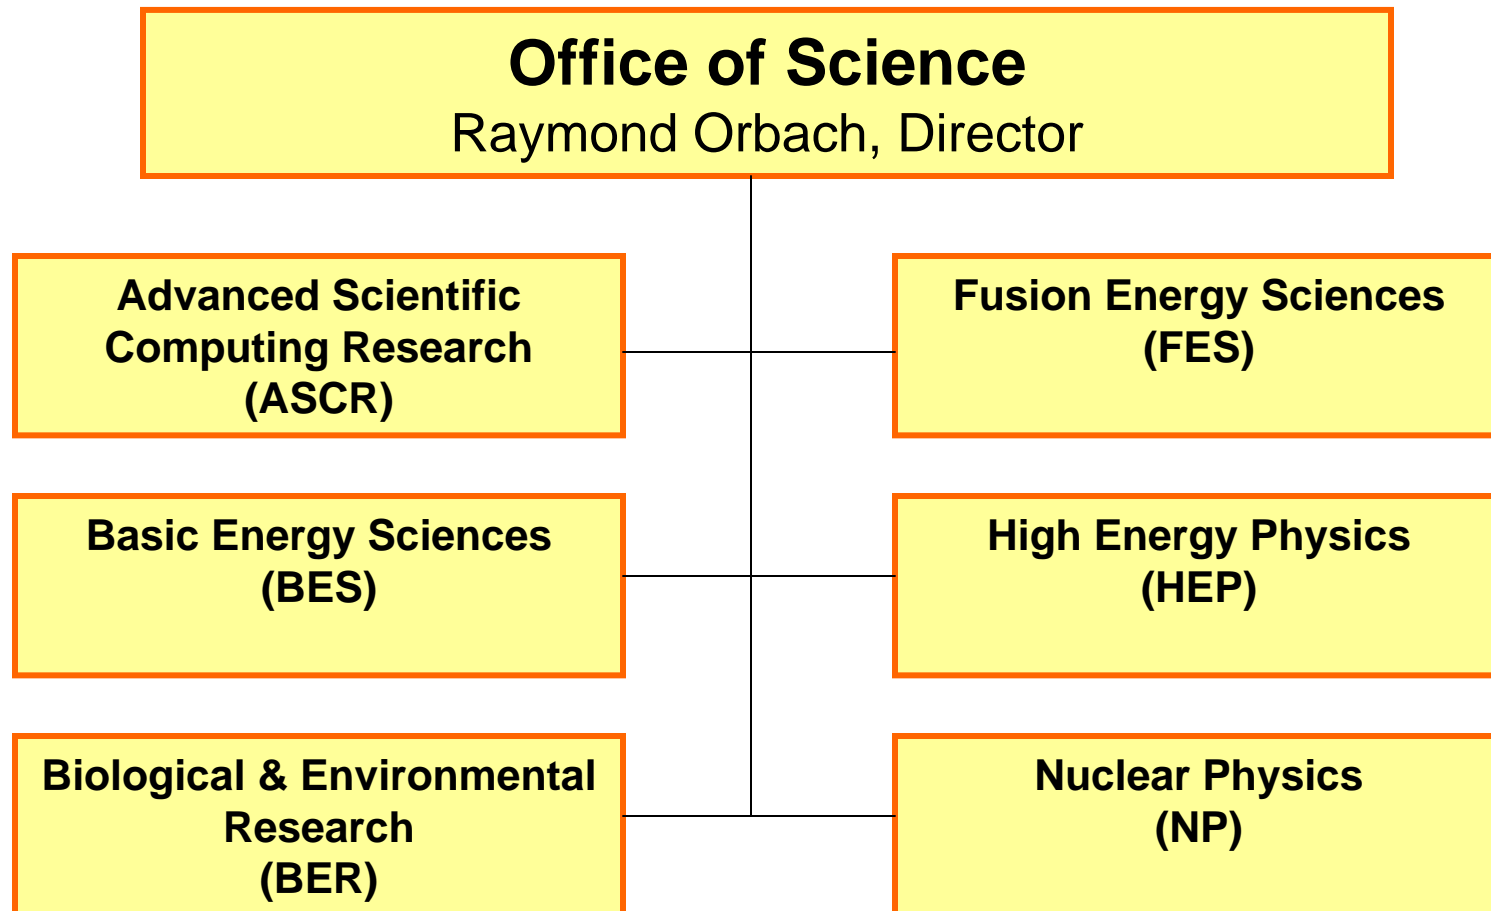 Office of Science
Raymond Orbach, Director
Advanced Scientific
Computing Research
(ASCR)
Fusion Energy Sciences
(FES)
Basic Energy Sciences
(BES)
High Energy Physics
(HEP)
Biological & Environmental
Research
(BER)
Nuclear Physics
(NP)